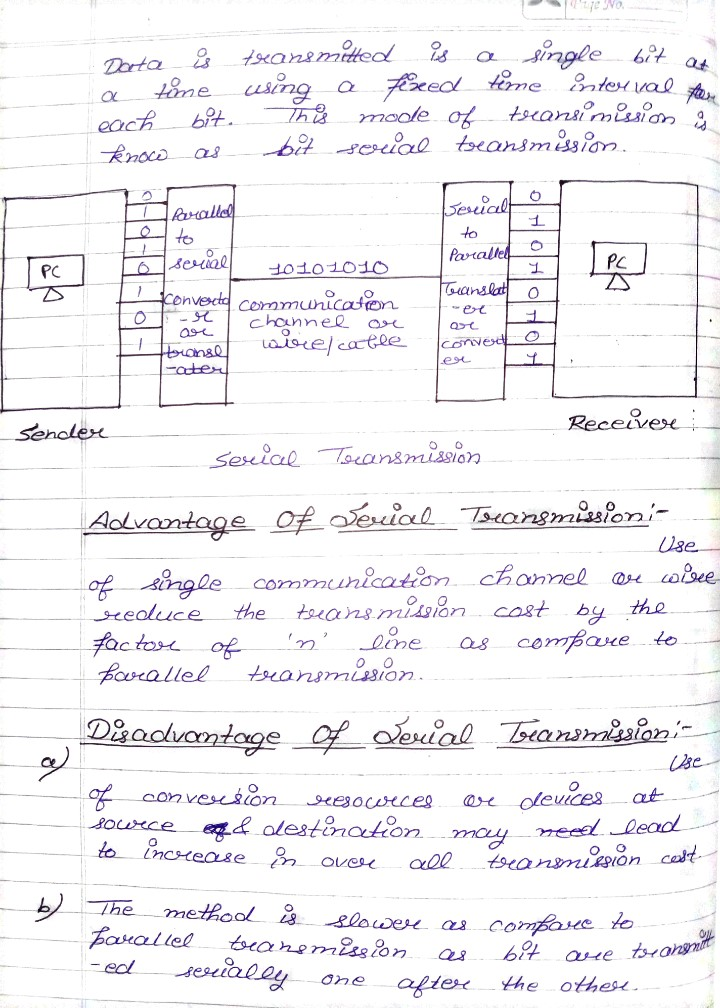 Page No.
Data is transmitted is a single bit at
a time using a fixed time interval for
each bit. This mode of transimission is
know as bit serial transmission.
0
1
0
1
0
1
0
1
Parallel
to
serial
converto
-r
or
transl
-ater
PC
10101010
communication
channel or
wire/cable
Serial
to
Parallel
Translat
-er
or
convert
er
0
1
0
1
0
1
0
1
PC
Sender
Receiver
Serial Transmission
Advantage Of Serial Transmission:-
Use
of single communication channel or wire
reduce the transmission cost by the
factor of 'n' line as compare to
parallel transmission.
Disadvantage Of Serial Transmission:-
a) Use
of conversion resources or devices at
source & destination may need lead
to increase in over all transmission cost.
b) The method is slower as compare to
parallel transmission as bit are transmitt
-ed serially one after the other.